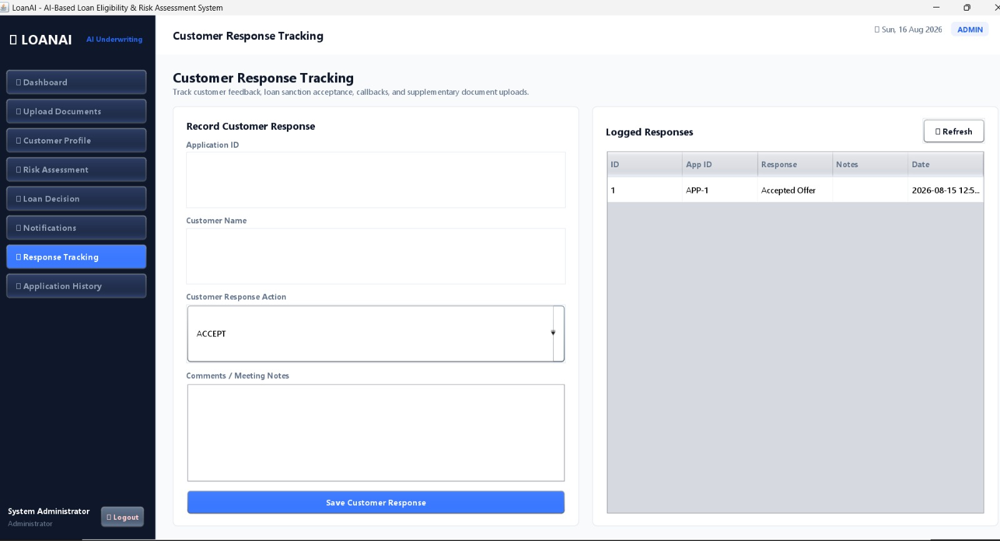 LoanAI - AI-Based Loan Eligibility & Risk Assessment System
LOANAI AI Underwriting
Dashboard
Upload Documents
Customer Profile
Risk Assessment
Loan Decision
Notifications
Response Tracking
Application History
System Administrator
Administrator
Logout
Customer Response Tracking
Sun, 16 Aug 2026 ADMIN
Customer Response Tracking
Track customer feedback, loan sanction acceptance, callbacks, and supplementary document uploads.
Record Customer Response
Application ID
Customer Name
Customer Response Action
ACCEPT
Comments / Meeting Notes
Save Customer Response
Logged Responses
Refresh
ID App ID Response Notes Date
1 APP-1 Accepted Offer 2026-08-15 12:5...